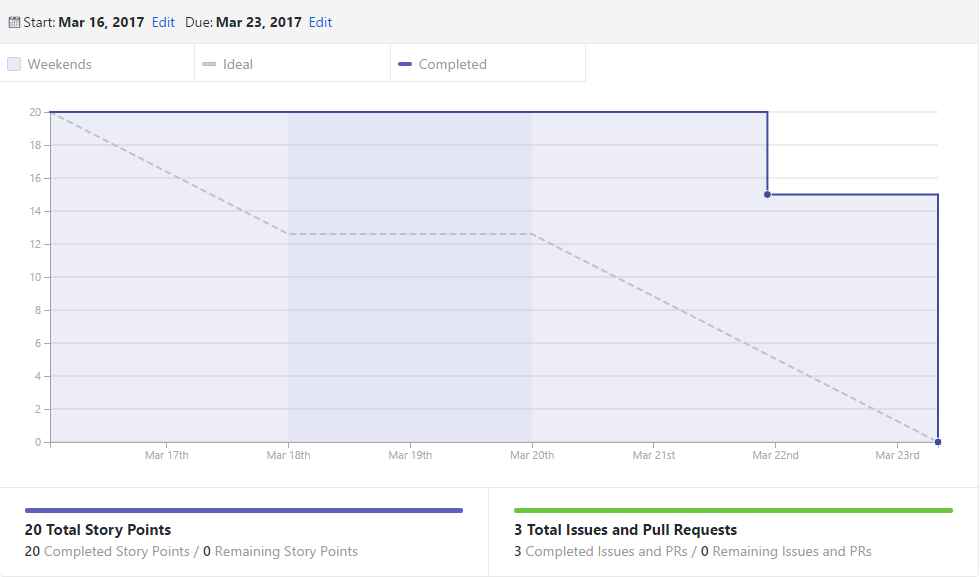 Start: Mar 16, 2017 Edit Due: Mar 23, 2017 Edit
Weekends Ideal Completed
20
18
16
14
12
10
8
6
4
2
0
Mar 17th Mar 18th Mar 19th Mar 20th Mar 21st Mar 22nd Mar 23rd
20 Total Story Points
20 Completed Story Points / 0 Remaining Story Points
3 Total Issues and Pull Requests
3 Completed Issues and PRs / 0 Remaining Issues and PRs